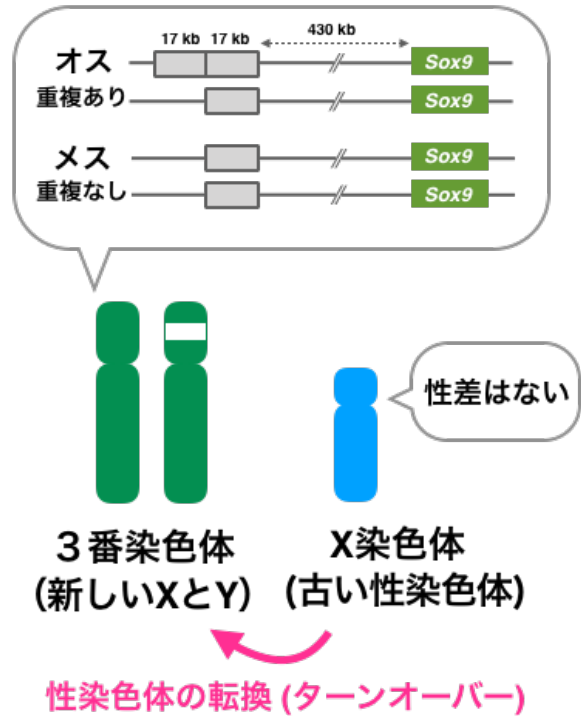 17 kb 17 kb 430 kb
オス Sox9
重複あり Sox9
メス Sox9
重複なし Sox9
性差はない
３番染色体
（新しいXとY）
X染色体
(古い性染色体)
性染色体の転換 (ターンオーバー)